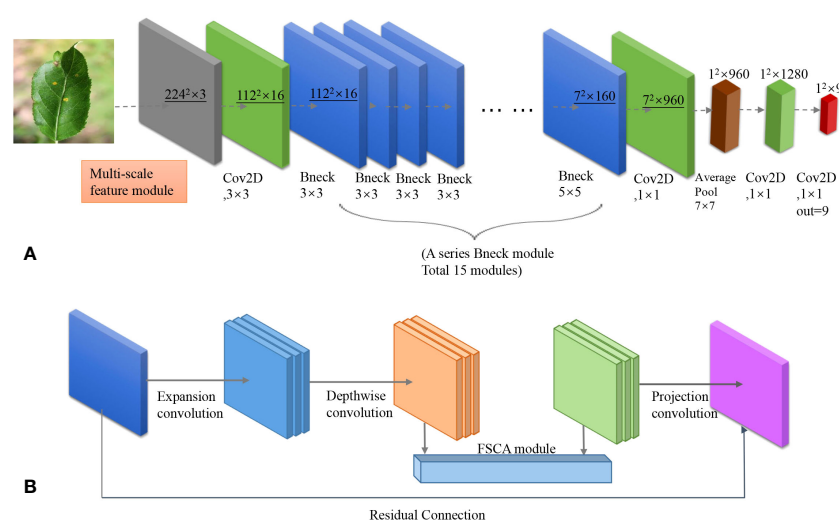 224²×3
112²×16
112²×16
7²×160
7²×960
1²×960
1²×1280
1²×9
Multi-scale
feature module
Cov2D
,3×3
Bneck
3×3
Bneck
3×3
Bneck
3×3
Bneck
3×3
... ...
Bneck
5×5
Cov2D
,1×1
Average
Pool
7×7
Cov2D
,1×1
Cov2D
,1×1
out=9
A
(A series Bneck module
Total 15 modules)
Expansion
convolution
Depthwise
convolution
FSCA module
Projection
convolution
B
Residual Connection